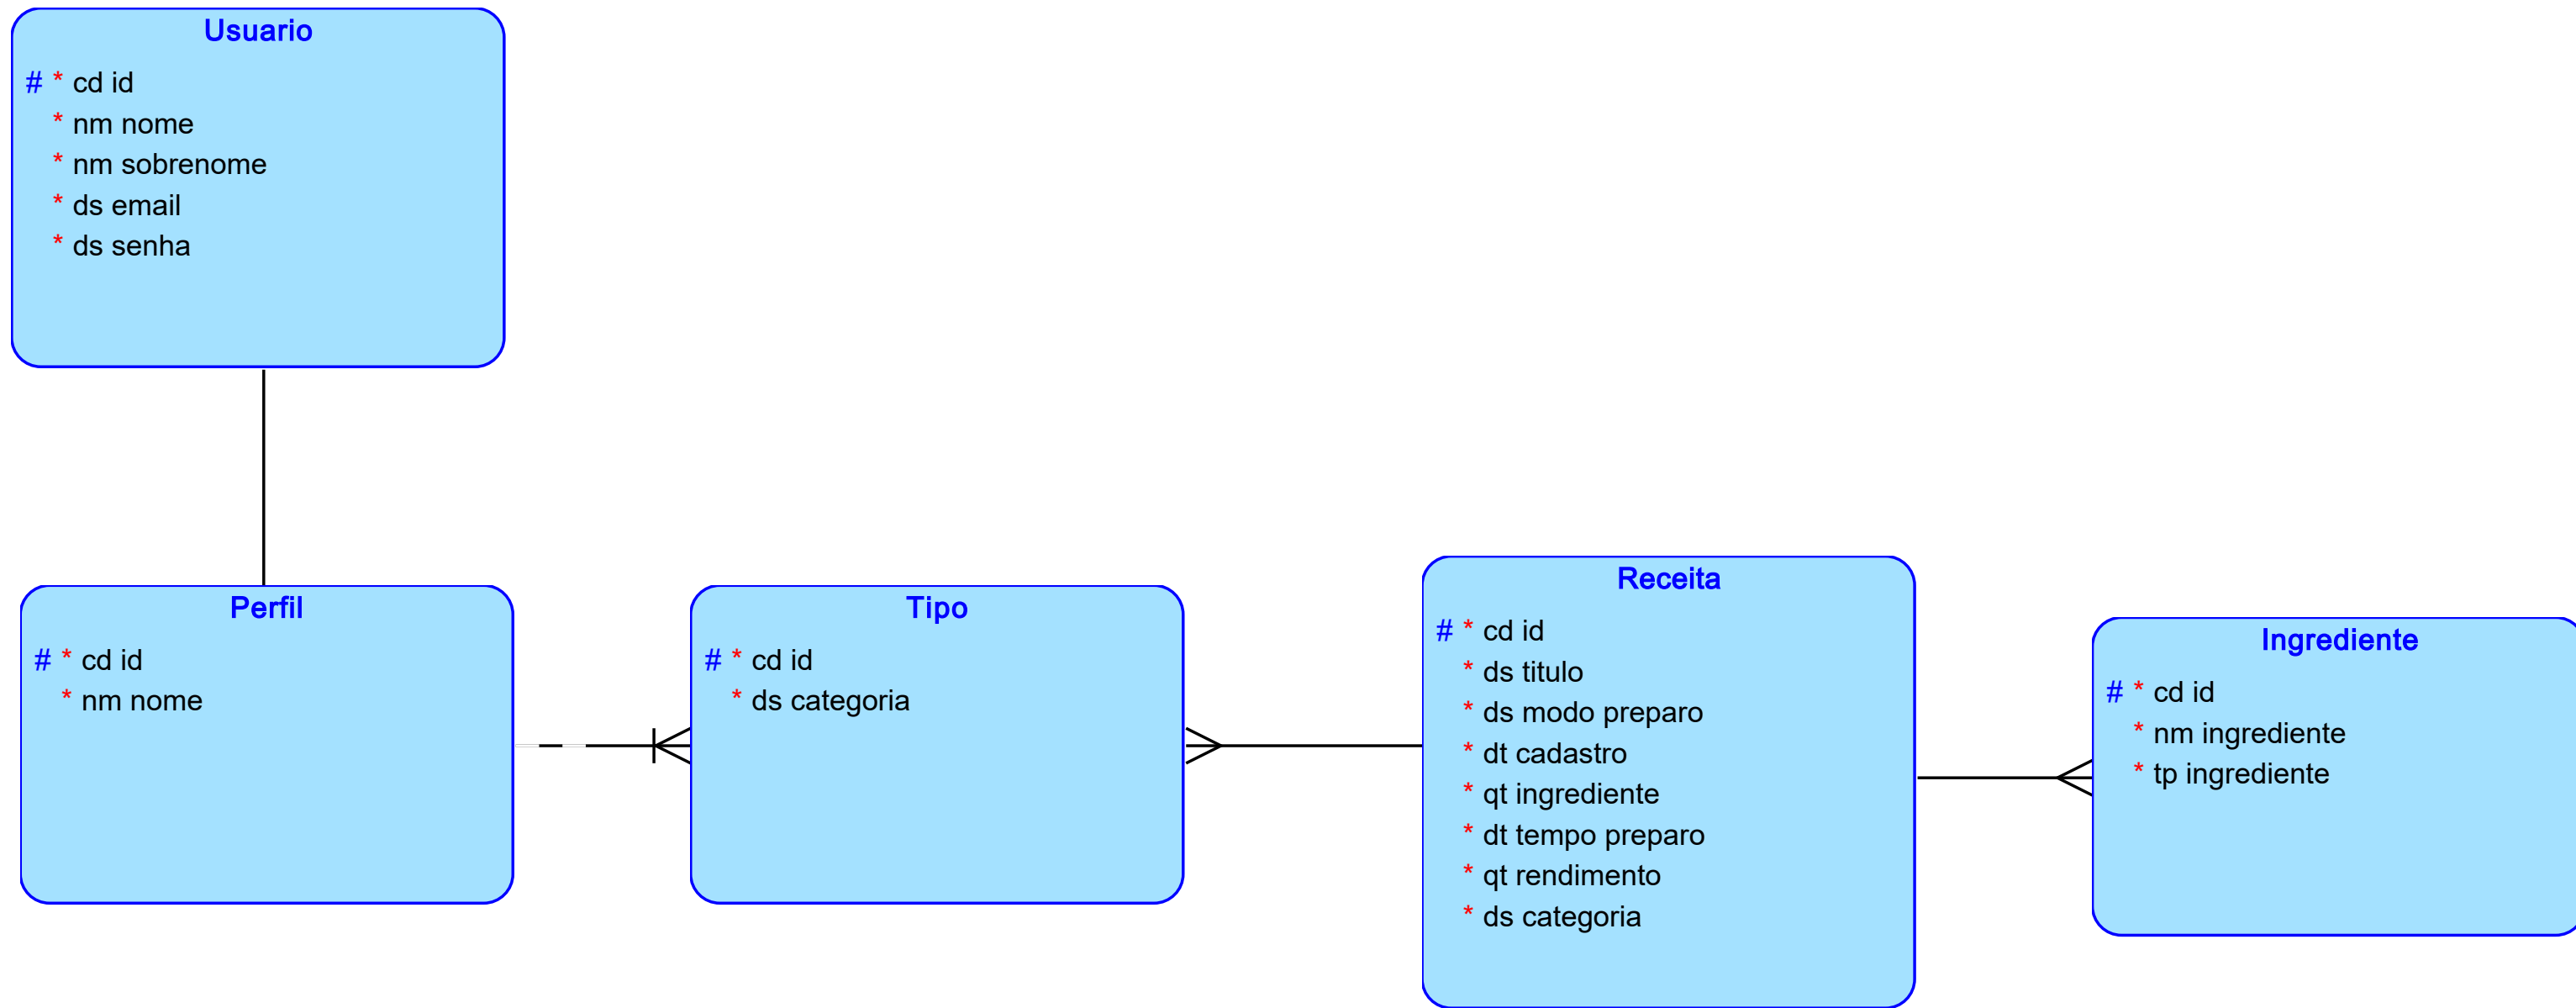 Usuario
# * cd id
* nm nome
* nm sobrenome
* ds email
* ds senha
Perfil
# * cd id
* nm nome
Tipo
# * cd id
* ds categoria
Receita
# * cd id
* ds titulo
* ds modo preparo
* dt cadastro
* qt ingrediente
* dt tempo preparo
* qt rendimento
* ds categoria
Ingrediente
# * cd id
* nm ingrediente
* tp ingrediente